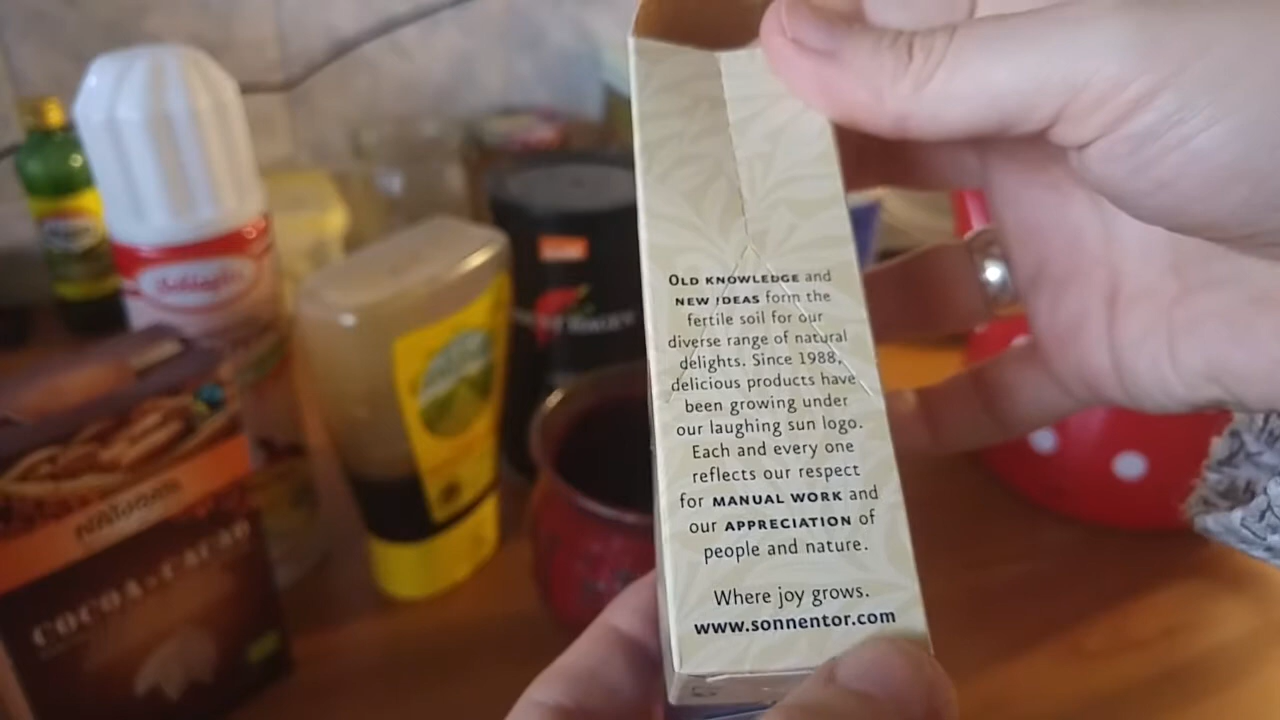 OLD KNOWLEDGE and
NEW IDEAS form the
fertile soil for our
diverse range of natural
delights. Since 1988,
delicious products have
been growing under
our laughing sun logo.
Each and every one
reflects our respect
for MANUAL WORK and
our APPRECIATION of
people and nature.
Where joy grows.
www.sonnentor.com
COCOA & CACAO